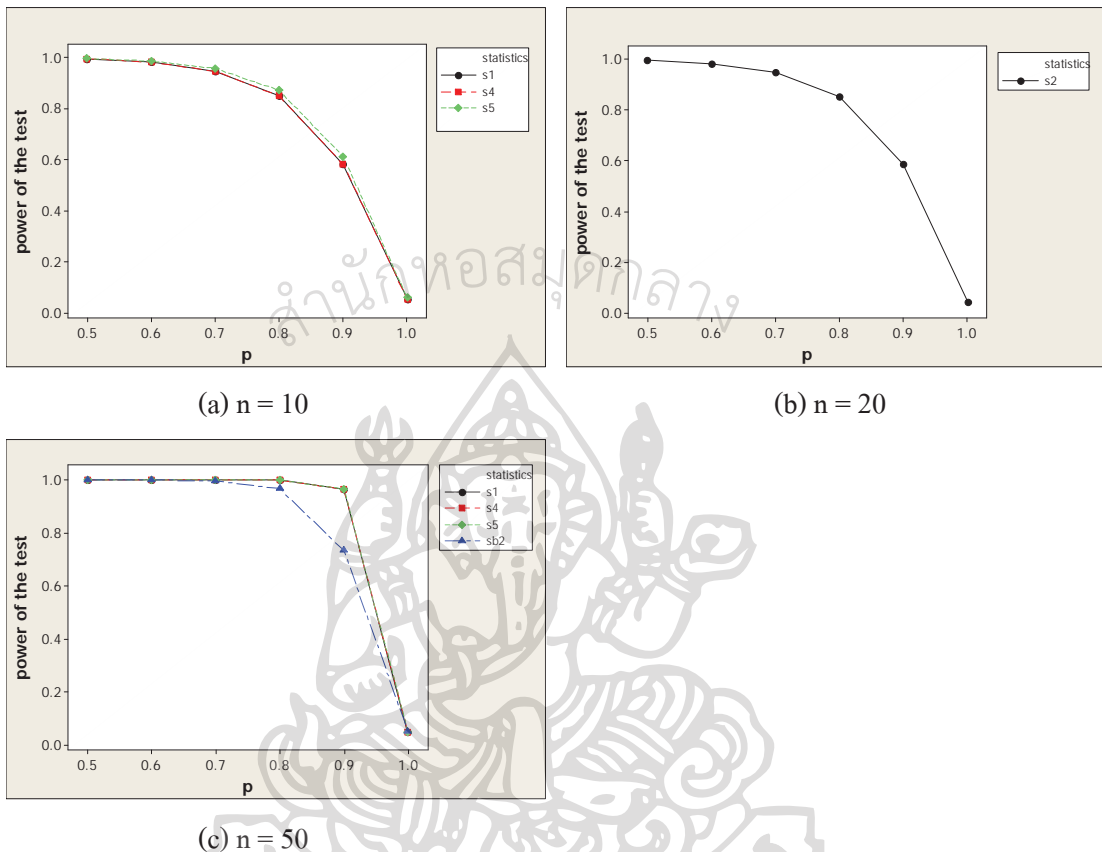 1.0
0.8
0.6
0.4
0.2
0.0
power of the test
0.5 0.6 0.7 0.8 0.9 1.0
p
statistics
s1
s4
s5
(a) n = 10
1.0
0.8
0.6
0.4
0.2
0.0
power of the test
0.5 0.6 0.7 0.8 0.9 1.0
p
statistics
s2
(b) n = 20
สำนักหอสมุดกลาง
1.0
0.8
0.6
0.4
0.2
0.0
power of the test
0.5 0.6 0.7 0.8 0.9 1.0
p
statistics
s1
s4
s5
sb2
(c) n = 50